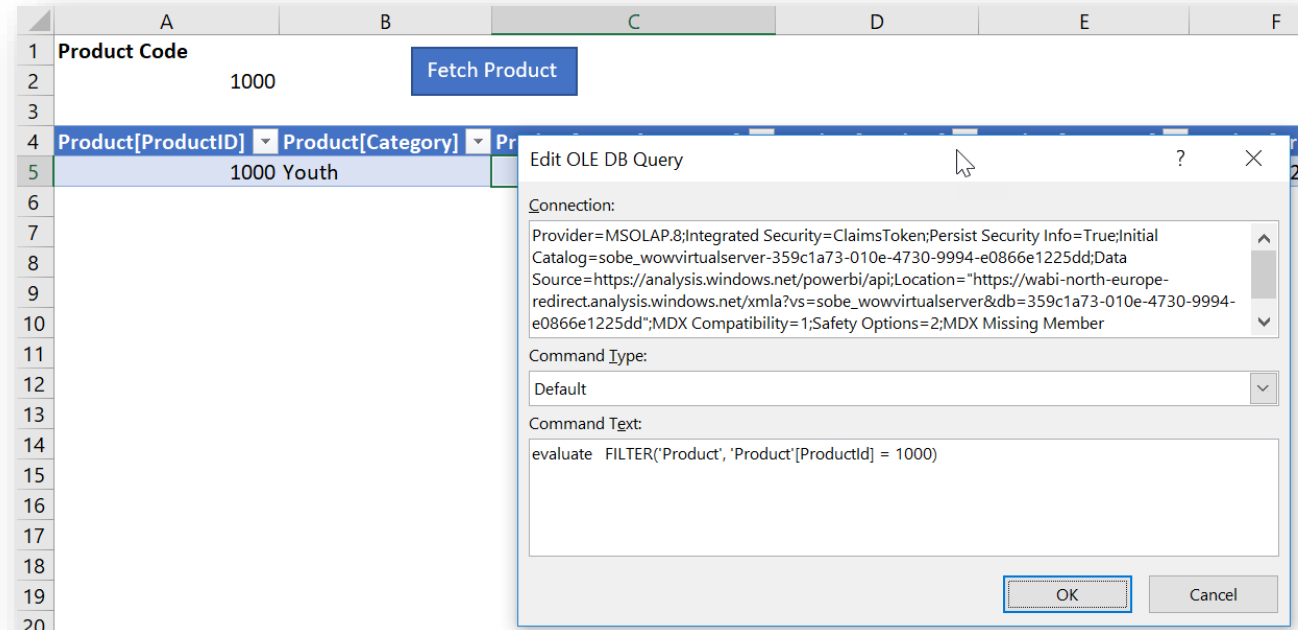 A B C D E F
1 Product Code
2 1000 Fetch Product
3
4 Product[ProductID] Product[Category] Pr
5 1000 Youth 2
6
7
8
9
10
11
12
13
14
15
16
17
18
19
20
Edit OLE DB Query ? ×
Connection:
Provider=MSOLAP.8;Integrated Security=ClaimsToken;Persist Security Info=True;Initial
Catalog=sobe_wowvirtualserver-359c1a73-010e-4730-9994-e0866e1225dd;Data
Source=https://analysis.windows.net/powerbi/api;Location="https://wabi-north-europe-
redirect.analysis.windows.net/xmla?vs=sobe_wowvirtualserver&db=359c1a73-010e-4730-9994-
e0866e1225dd";MDX Compatibility=1;Safety Options=2;MDX Missing Member
Command Type:
Default
Command Text:
evaluate FILTER('Product', 'Product'[ProductId] = 1000)
OK Cancel